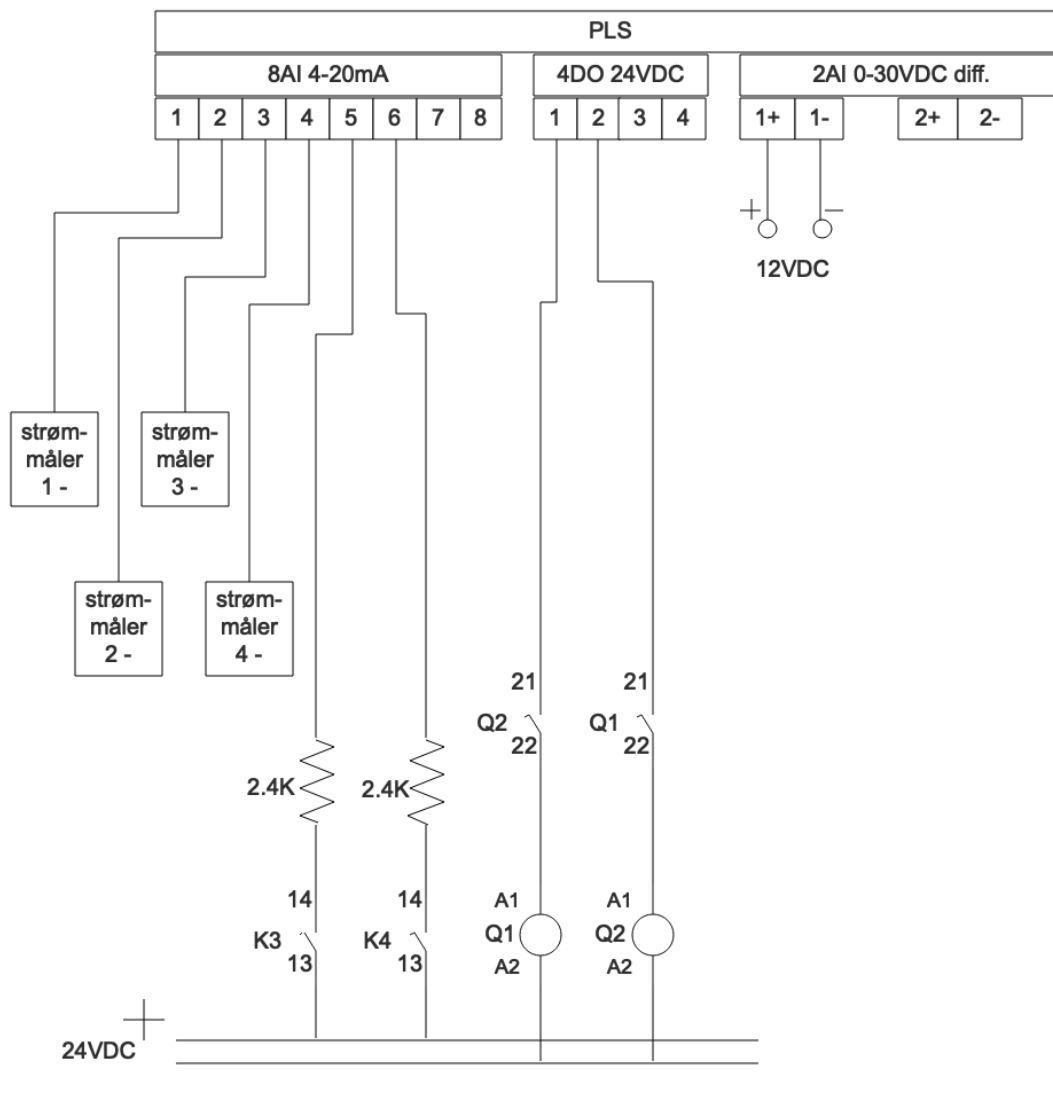 PLS
8AI 4-20mA
4DO 24VDC
2AI 0-30VDC diff.
1 2 3 4 5 6 7 8
1 2 3 4
1+ 1-
2+ 2-
+ −
12VDC
strøm-
måler
1 -
strøm-
måler
3 -
strøm-
måler
2 -
strøm-
måler
4 -
21
Q2
22
21
Q1
22
2.4K
2.4K
14
K3
13
14
K4
13
A1
Q1
A2
A1
Q2
A2
+
24VDC